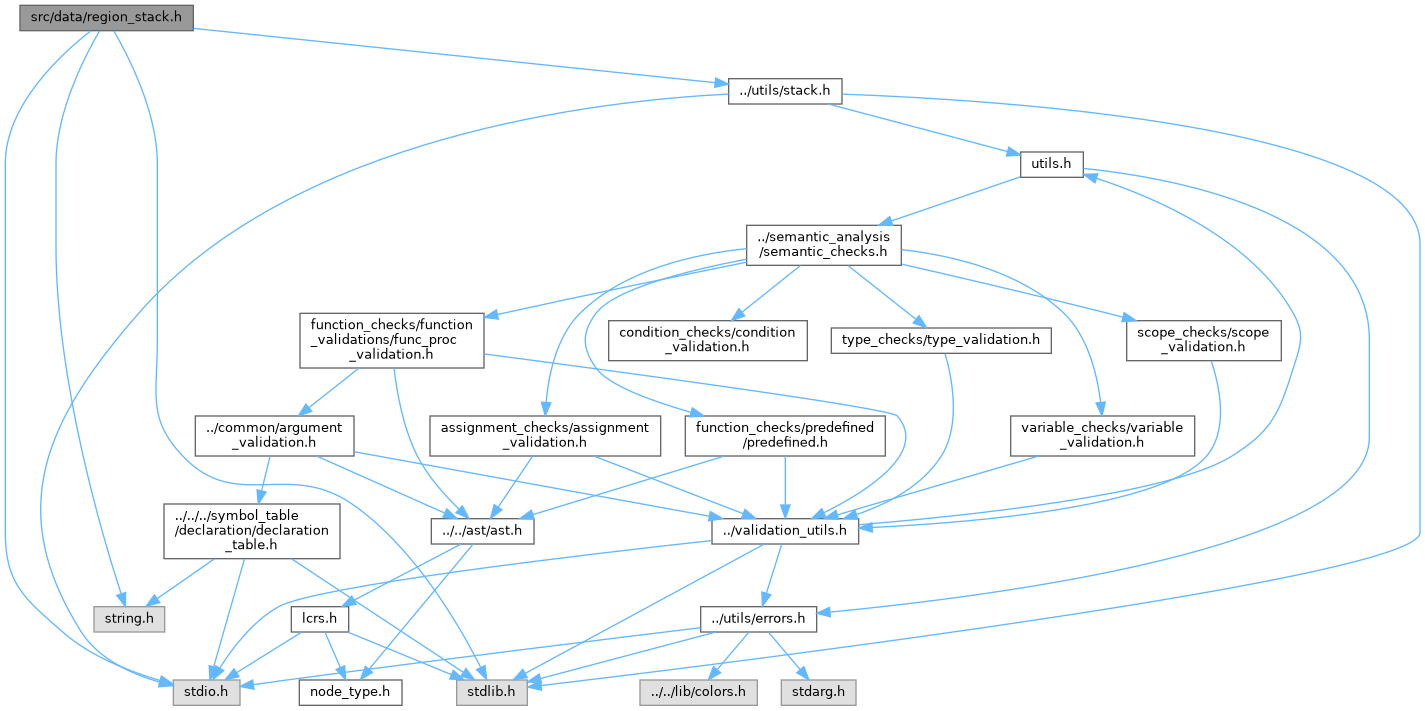 src/data/region_stack.h
../utils/stack.h
utils.h
../semantic_analysis
/semantic_checks.h
function_checks/function
_validations/func_proc
_validation.h
condition_checks/condition
_validation.h
type_checks/type_validation.h
scope_checks/scope
_validation.h
../common/argument
_validation.h
assignment_checks/assignment
_validation.h
function_checks/predefined
/predefined.h
variable_checks/variable
_validation.h
../../../symbol_table
/declaration/declaration
_table.h
../../ast/ast.h
../validation_utils.h
string.h
lcrs.h
../utils/errors.h
stdio.h
node_type.h
stdlib.h
../../lib/colors.h
stdarg.h